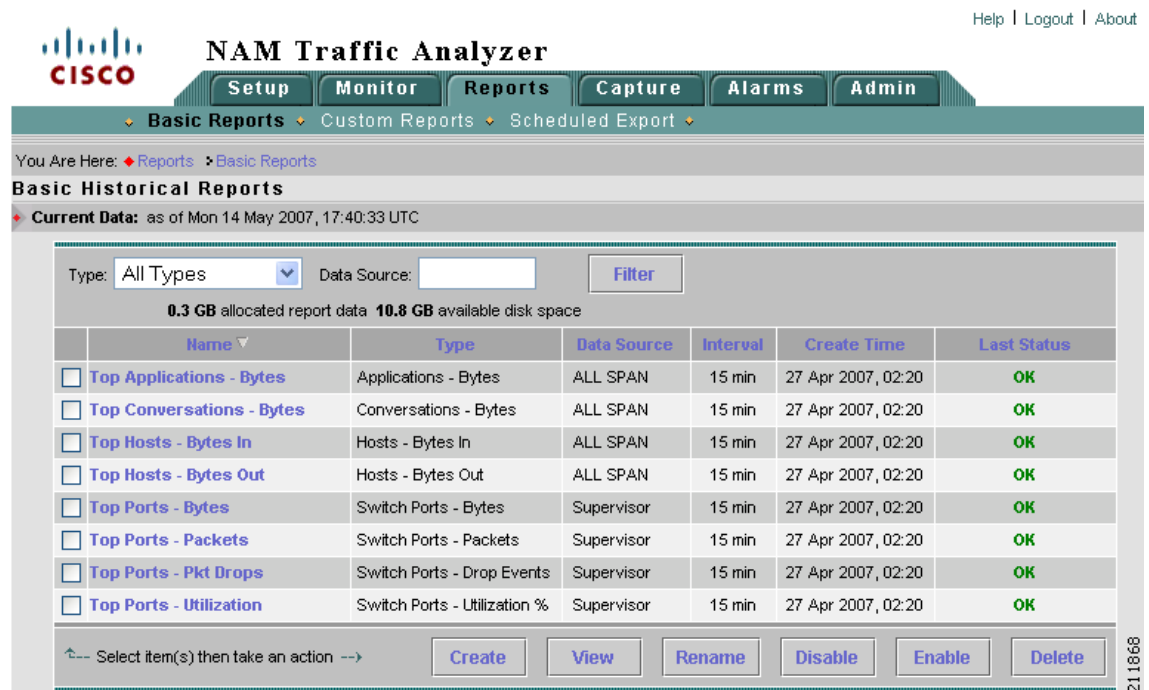 Help | Logout | About
CISCO
NAM Traffic Analyzer
Setup Monitor Reports Capture Alarms Admin
Basic Reports Custom Reports Scheduled Export
You Are Here: Reports Basic Reports
Basic Historical Reports
Current Data: as of Mon 14 May 2007, 17:40:33 UTC
Type: All Types Data Source: Filter
0.3 GB allocated report data 10.8 GB available disk space
Name Type Data Source Interval Create Time Last Status
Top Applications - Bytes Applications - Bytes ALL SPAN 15 min 27 Apr 2007, 02:20 OK
Top Conversations - Bytes Conversations - Bytes ALL SPAN 15 min 27 Apr 2007, 02:20 OK
Top Hosts - Bytes In Hosts - Bytes In ALL SPAN 15 min 27 Apr 2007, 02:20 OK
Top Hosts - Bytes Out Hosts - Bytes Out ALL SPAN 15 min 27 Apr 2007, 02:20 OK
Top Ports - Bytes Switch Ports - Bytes Supervisor 15 min 27 Apr 2007, 02:20 OK
Top Ports - Packets Switch Ports - Packets Supervisor 15 min 27 Apr 2007, 02:20 OK
Top Ports - Pkt Drops Switch Ports - Drop Events Supervisor 15 min 27 Apr 2007, 02:20 OK
Top Ports - Utilization Switch Ports - Utilization % Supervisor 15 min 27 Apr 2007, 02:20 OK
Select item(s) then take an action --> Create View Rename Disable Enable Delete
211868